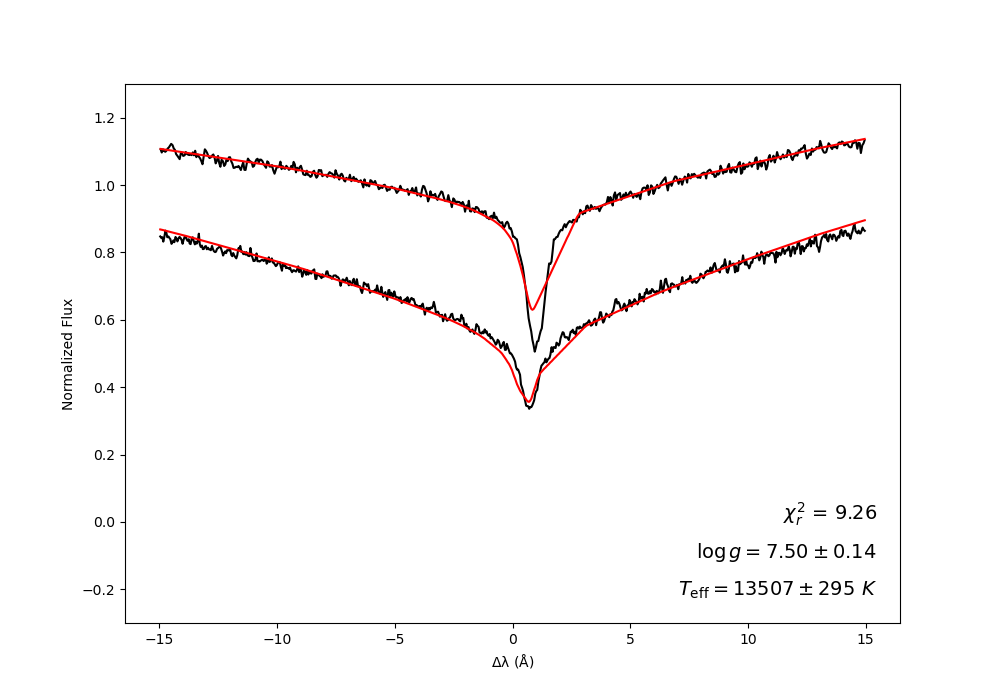 1.2
1.0
0.8
0.6
0.4
0.2
0.0
−0.2
Normalized Flux
χ²ᵣ = 9.26
log g = 7.50 ± 0.14
T_eff = 13507 ± 295 K
−15 −10 −5 0 5 10 15
Δλ (Å)